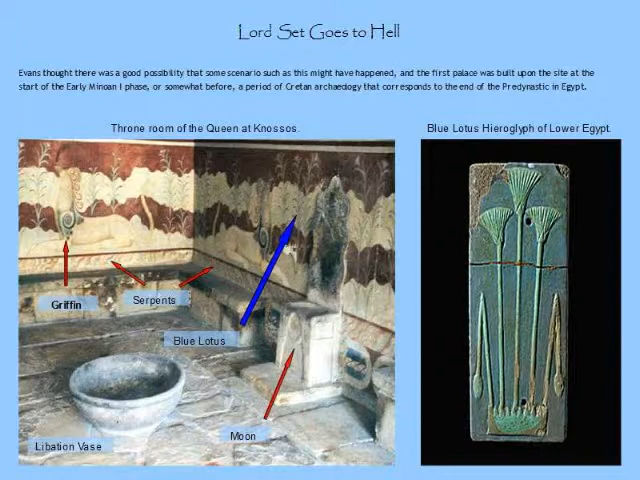 Lord Set Goes to Hell
Evans thought there was a good possibility that some scenario such as this might have happened, and the first palace was built upon the site at the
start of the Early Minoan I phase, or somewhat before, a period of Cretan archaeology that corresponds to the end of the Predynastic in Egypt.
Throne room of the Queen at Knossos.
Blue Lotus Hieroglyph of Lower Egypt.
Griffin
Serpents
Blue Lotus
Moon
Libation Vase